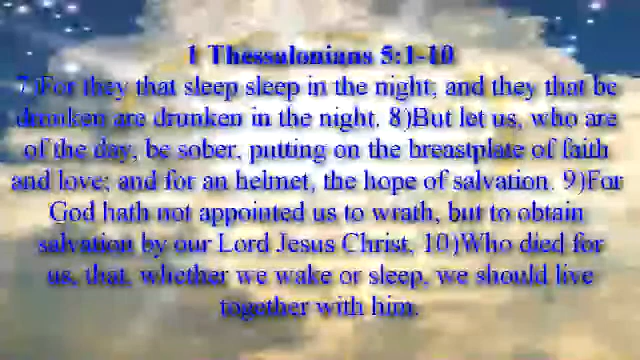 1 Thessalonians 5:1-10
7)For they that sleep sleep in the night; and they that be
drunken are drunken in the night. 8)But let us, who are
of the day, be sober, putting on the breastplate of faith
and love; and for an helmet, the hope of salvation. 9)For
God hath not appointed us to wrath, but to obtain
salvation by our Lord Jesus Christ, 10)Who died for
us, that, whether we wake or sleep, we should live
together with him.